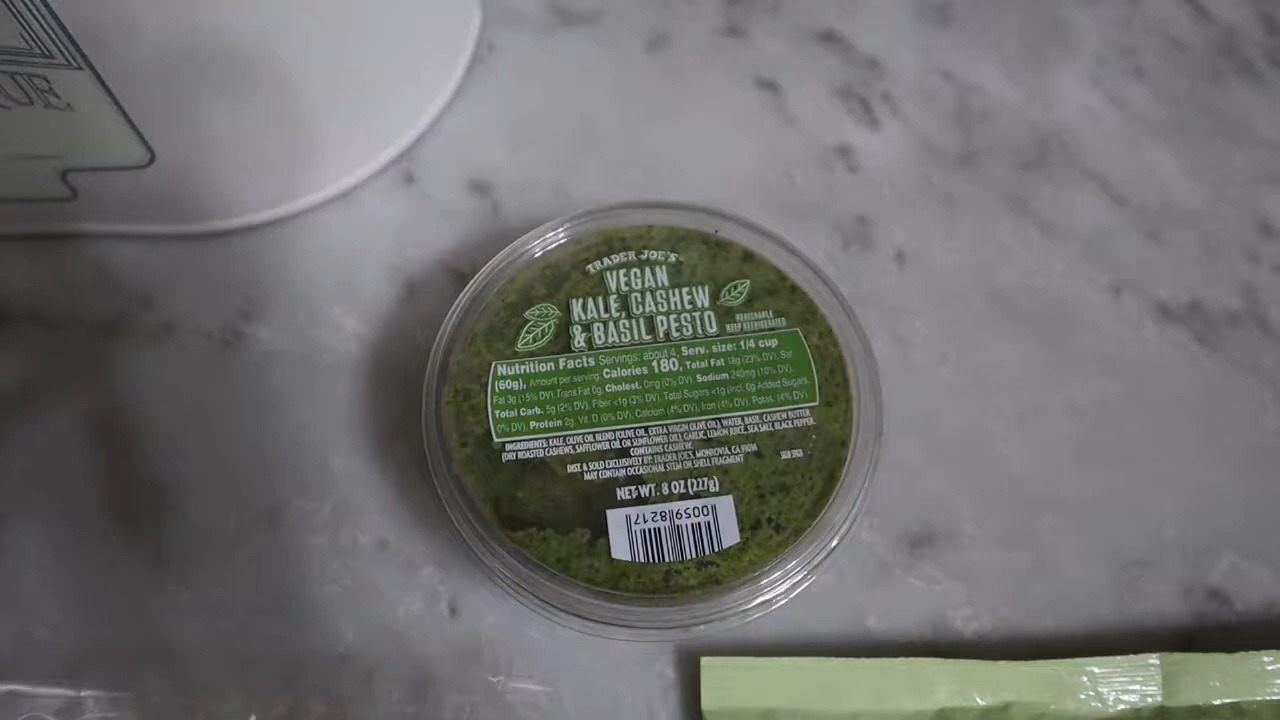 RUE
TRADER JOE'S
VEGAN
KALE, CASHEW
& BASIL PESTO
PERISHABLE
KEEP REFRIGERATED
Nutrition Facts Servings: about 4, Serv. size: 1/4 cup
(60g), Amount per serving: Calories 180, Total Fat 18g (23% DV), Sat
Fat 3g (15% DV), Trans Fat 0g, Cholest. 0mg (0% DV), Sodium 240mg (10% DV),
Total Carb. 5g (2% DV), Fiber <1g (3% DV), Total Sugars <1g (Incl. 0g Added Sugars,
0% DV), Protein 2g, Vit. D (0% DV), Calcium (4% DV), Iron (4% DV), Potas. (4% DV).
INGREDIENTS: KALE, OLIVE OIL BLEND (OLIVE OIL, EXTRA VIRGIN OLIVE OIL), WATER, BASIL, CASHEW BUTTER
(DRY ROASTED CASHEWS, SAFFLOWER OIL OR SUNFLOWER OIL), GARLIC, LEMON JUICE, SEA SALT, BLACK PEPPER.
CONTAINS CASHEW.
DIST. & SOLD EXCLUSIVELY BY: TRADER JOE'S, MONROVIA, CA 91016
MAY CONTAIN OCCASIONAL STEM OR SHELL FRAGMENT
NET WT. 8 OZ (227g)
0059 8217